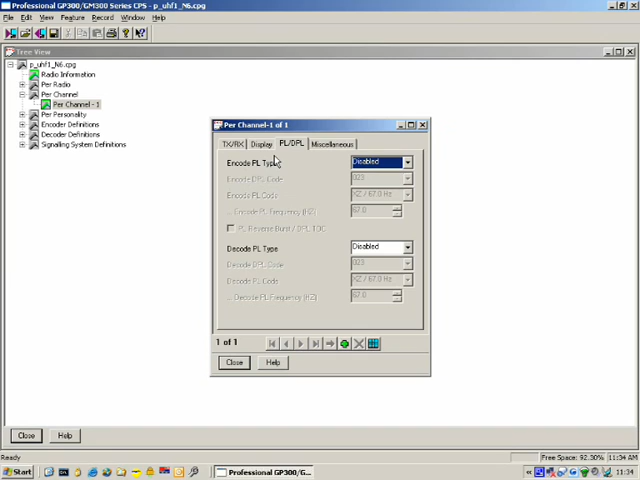 Professional GP300/GM300 Series CPS - p_uhf1_N6.cpg
File Edit View Feature Record Window Help
Tree View
p_uhf1_N6.cpg
Radio Information
Per Radio
Per Channel
Per Channel - 1
Per Personality
Encoder Definitions
Decoder Definitions
Signalling System Definitions
Per Channel-1 of 1
TX/RX Display PL/DPL Miscellaneous
Encode PL Type Disabled
Encode DPL Code 023
Encode PL Code XZ / 67.0 Hz
... Encode PL Frequency (HZ) 67.0
PL Reverse Burst / DPL TOC
Decode PL Type Disabled
Decode DPL Code 023
Decode PL Code XZ / 67.0 Hz
... Decode PL Frequency (HZ) 67.0
1 of 1
Close Help
Close Help
Ready Free Space: 92.30% 11:34 AM
Start Professional GP300/G... 11:34